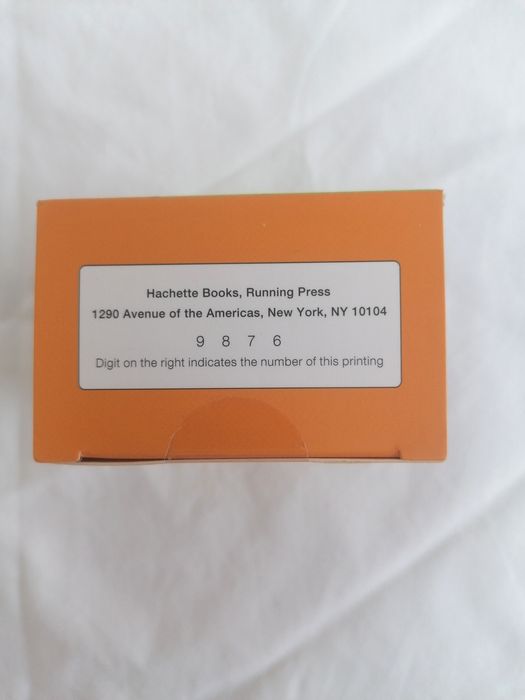 Hachette Books, Running Press
1290 Avenue of the Americas, New York, NY 10104
9 8 7 6
Digit on the right indicates the number of this printing